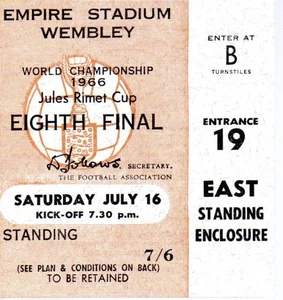 EMPIRE STADIUM
WEMBLEY
WORLD CHAMPIONSHIP
1966
Jules Rimet Cup
EIGHTH FINAL
SECRETARY.
THE FOOTBALL ASSOCIATION
SATURDAY JULY 16
KICK-OFF 7.30 p.m.
STANDING
7/6
(SEE PLAN & CONDITIONS ON BACK)
TO BE RETAINED
ENTER AT
B
TURNSTILES
ENTRANCE
19
EAST
STANDING
ENCLOSURE